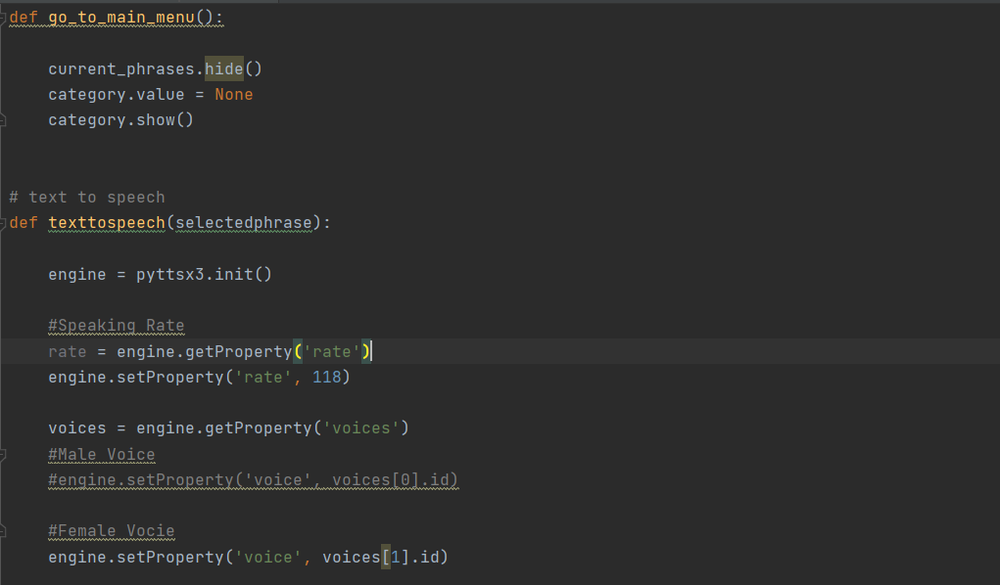 def go_to_main_menu():
current_phrases.hide()
category.value = None
category.show()
# text to speech
def texttospeech(selectedphrase):
engine = pyttsx3.init()
#Speaking Rate
rate = engine.getProperty('rate')
engine.setProperty('rate', 118)
voices = engine.getProperty('voices')
#Male Voice
#engine.setProperty('voice', voices[0].id)
#Female Vocie
engine.setProperty('voice', voices[1].id)